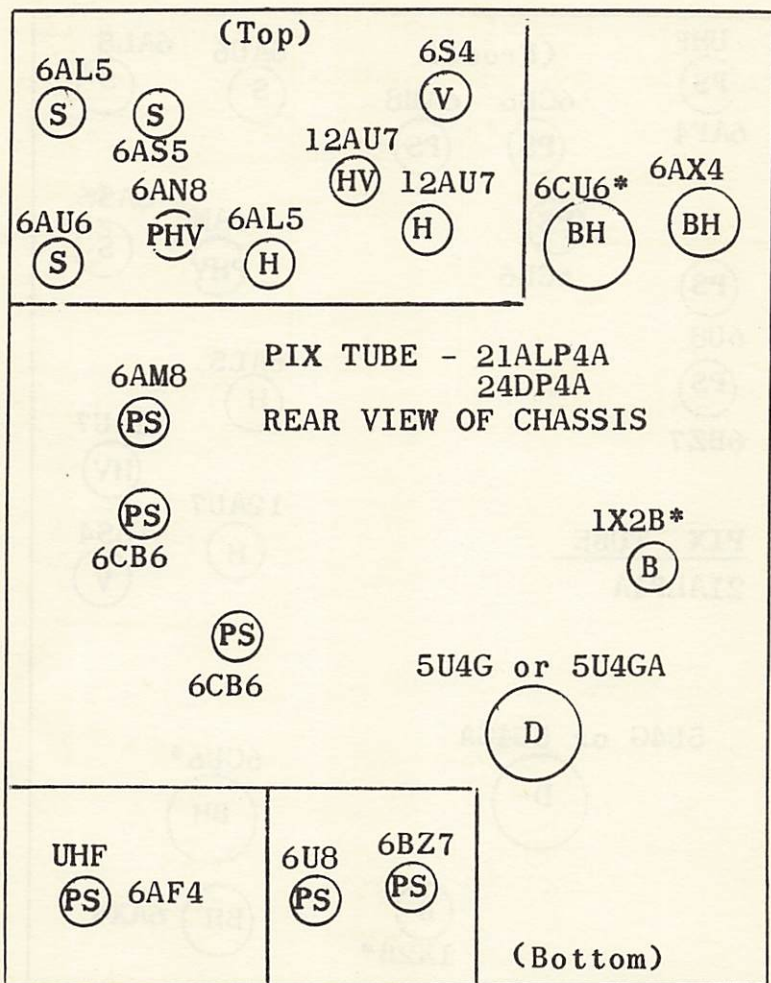 (Top)
6AL5
6S4
S
S
V
6AS5
12AU7
6AN8
HV
12AU7
6CU6*
6AX4
6AU6
PHV
6AL5
H
BH
BH
S
H
PIX TUBE - 21ALP4A
24DP4A
6AM8
PS
REAR VIEW OF CHASSIS
PS
1X2B*
6CB6
B
PS
5U4G or 5U4GA
6CB6
D
UHF
6U8
6BZ7
PS
6AF4
PS
PS
(Bottom)